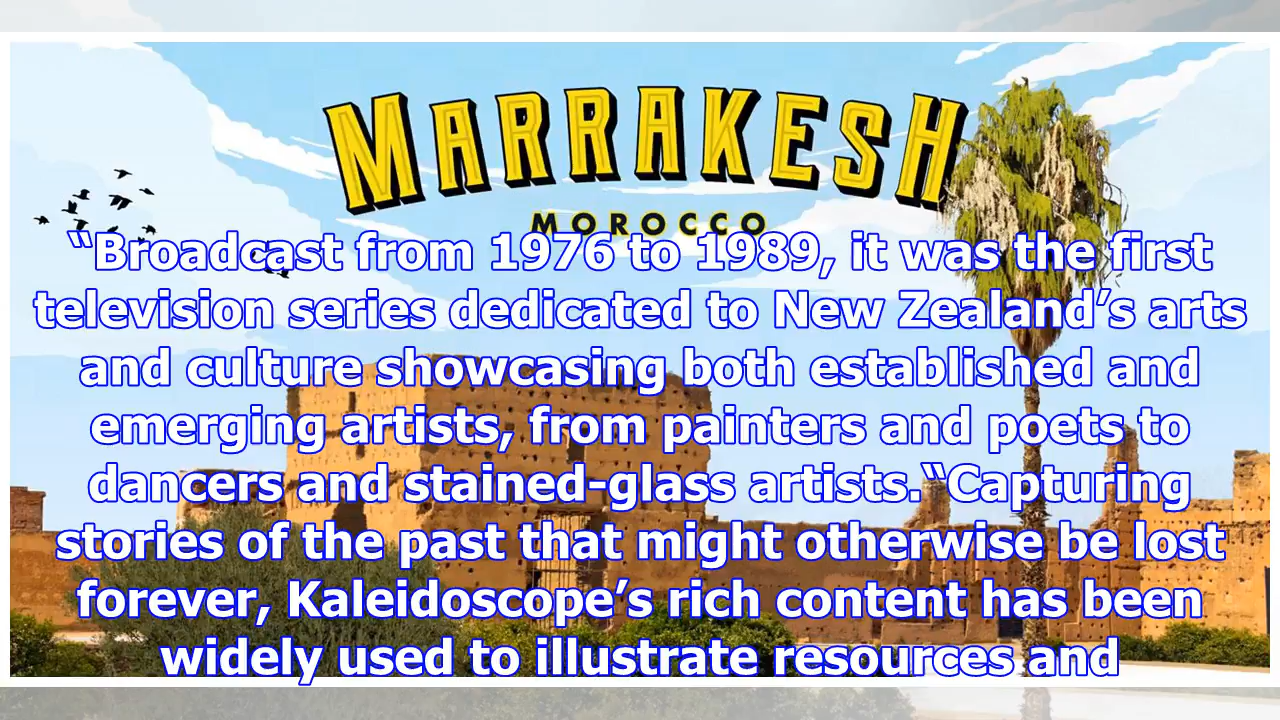 MARRAKESH
MOROCCO
“Broadcast from 1976 to 1989, it was the first
television series dedicated to New Zealand’s arts
and culture showcasing both established and
emerging artists, from painters and poets to
dancers and stained-glass artists.“Capturing
stories of the past that might otherwise be lost
forever, Kaleidoscope’s rich content has been
widely used to illustrate resources and